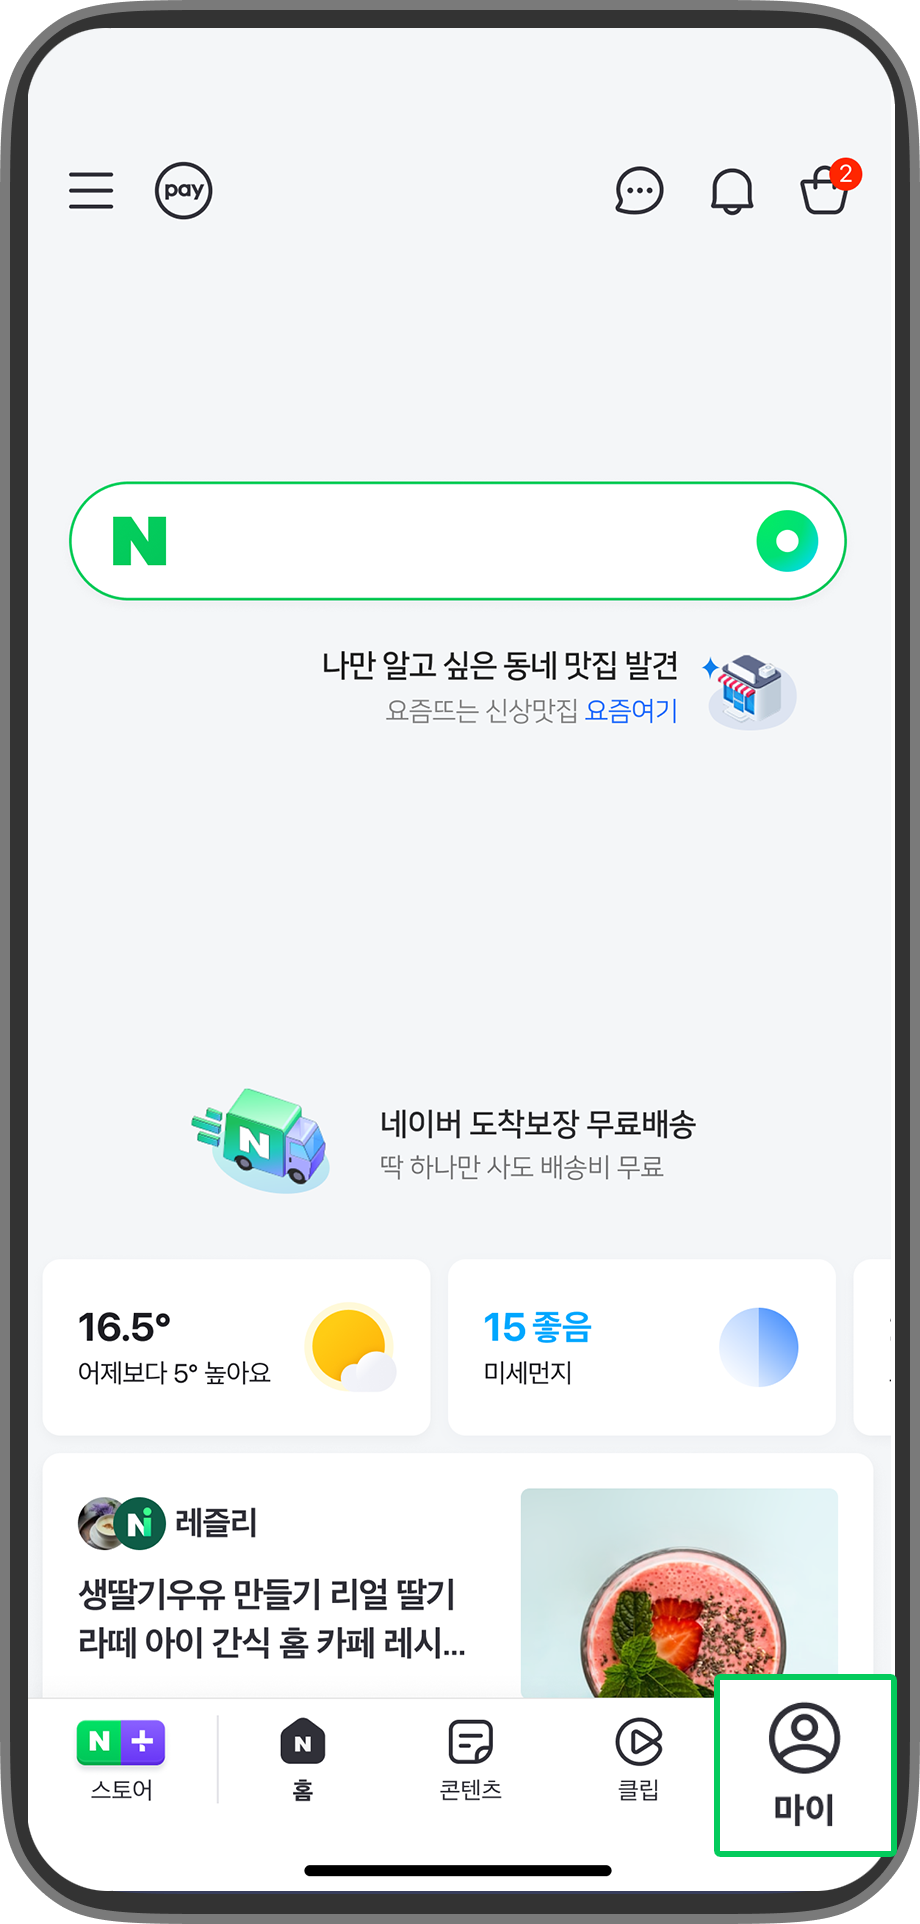 pay
2
N
나만 알고 싶은 동네 맛집 발견
요즘뜨는 신상맛집 요즘여기
N
네이버 도착보장 무료배송
딱 하나만 사도 배송비 무료
16.5°
어제보다 5° 높아요
15 좋음
미세먼지
Ni 레즐리
생딸기우유 만들기 리얼 딸기
라떼 아이 간식 홈 카페 레시...
N+
스토어
N
홈
콘텐츠
클립
마이